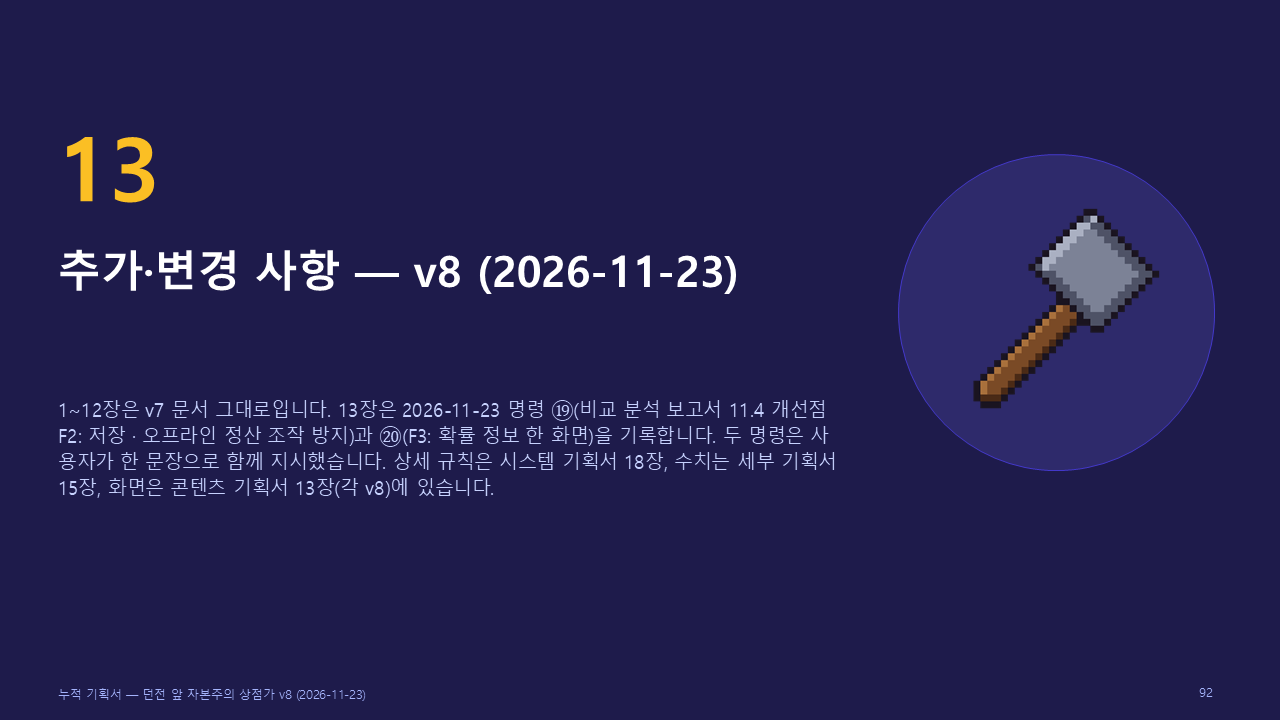 13
추가·변경 사항 — v8 (2026-11-23)
1~12장은 v7 문서 그대로입니다. 13장은 2026-11-23 명령 ⑲(비교 분석 보고서 11.4 개선점
F2: 저장 · 오프라인 정산 조작 방지)과 ⑳(F3: 확률 정보 한 화면)을 기록합니다. 두 명령은 사
용자가 한 문장으로 함께 지시했습니다. 상세 규칙은 시스템 기획서 18장, 수치는 세부 기획서
15장, 화면은 콘텐츠 기획서 13장(각 v8)에 있습니다.
누적 기획서 — 던전 앞 자본주의 상점가 v8 (2026-11-23)
92